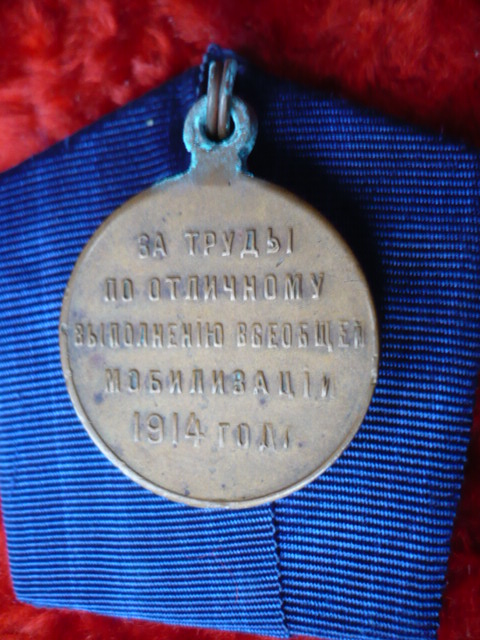 ЗА ТРУДЫ
ПО ОТЛИЧНОМУ
ВЫПОЛНЕНІЮ ВСЕОБЩЕЙ
МОБИЛИЗАЦІИ
1914 ГОДА